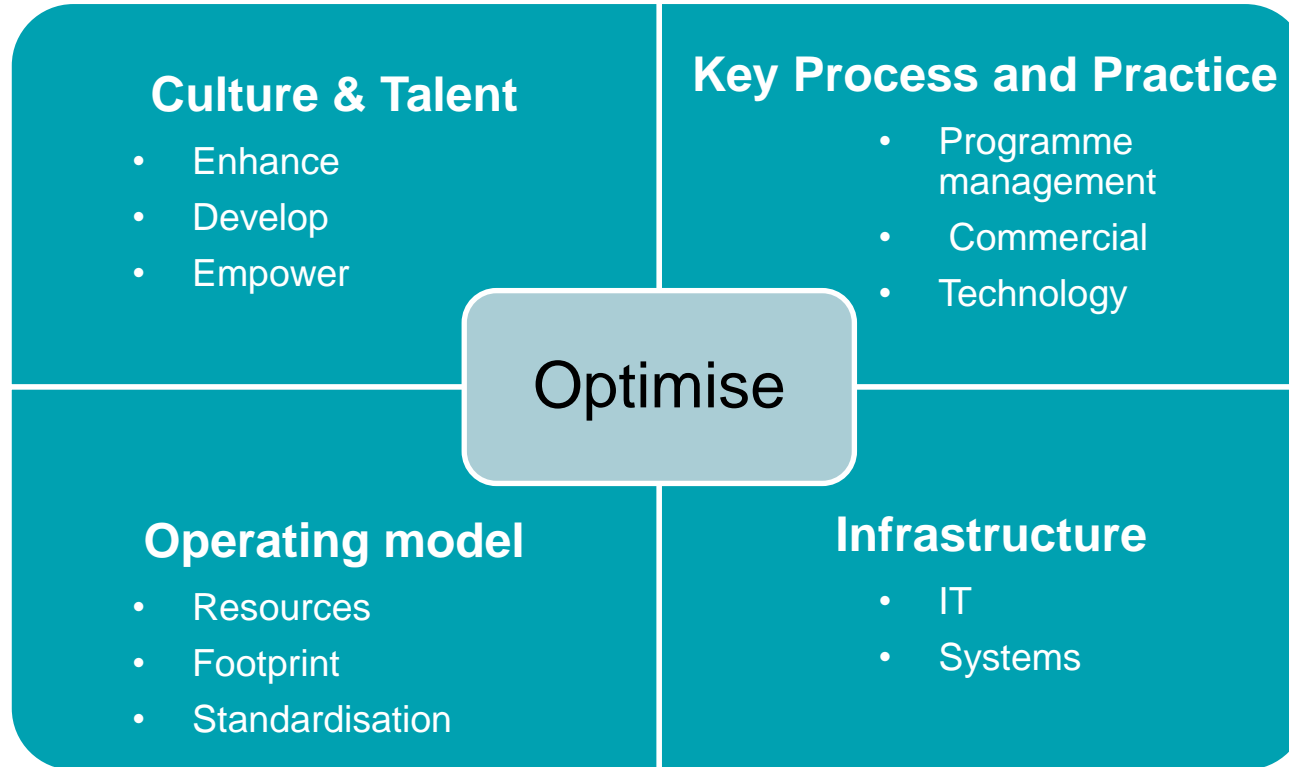 Culture & Talent
• Enhance
• Develop
• Empower
Key Process and Practice
• Programme
management
• Commercial
• Technology
Optimise
Operating model
• Resources
• Footprint
• Standardisation
Infrastructure
• IT
• Systems